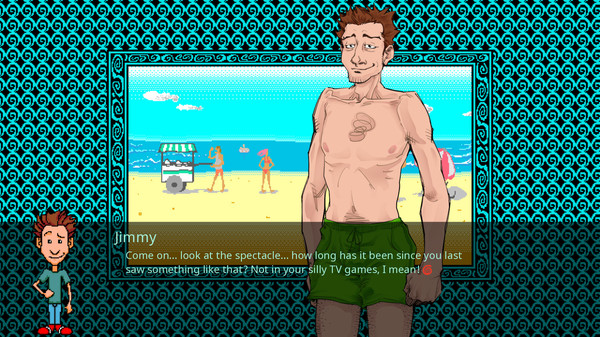 Jimmy
Come on... look at the spectacle... how long has it been since you last
saw something like that? Not in your silly TV games, I mean!